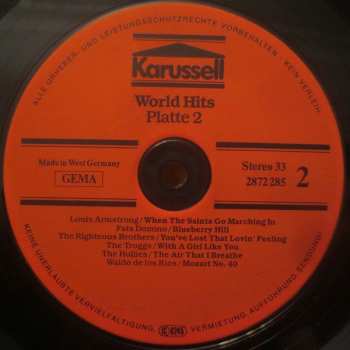 ALLE URHEBER- UND LEISTUNGSSCHUTZRECHTE VORBEHALTEN · KEIN VERLEIH ·
Karussell
World Hits
Platte 2
Made in West Germany
GEMA
Stereo 33
2872 285
2
Louis Armstrong / When The Saints Go Marching In
Fats Domino / Blueberry Hill
The Righteous Brothers / You've Lost That Lovin' Feeling
The Troggs / With A Girl Like You
The Hollies / The Air That I Breathe
Waldo de los Rios / Mozart No. 40
KEINE UNERLAUBTE VERVIELFÄLTIGUNG, VERMIETUNG, AUFFÜHRUNG, SENDUNG!